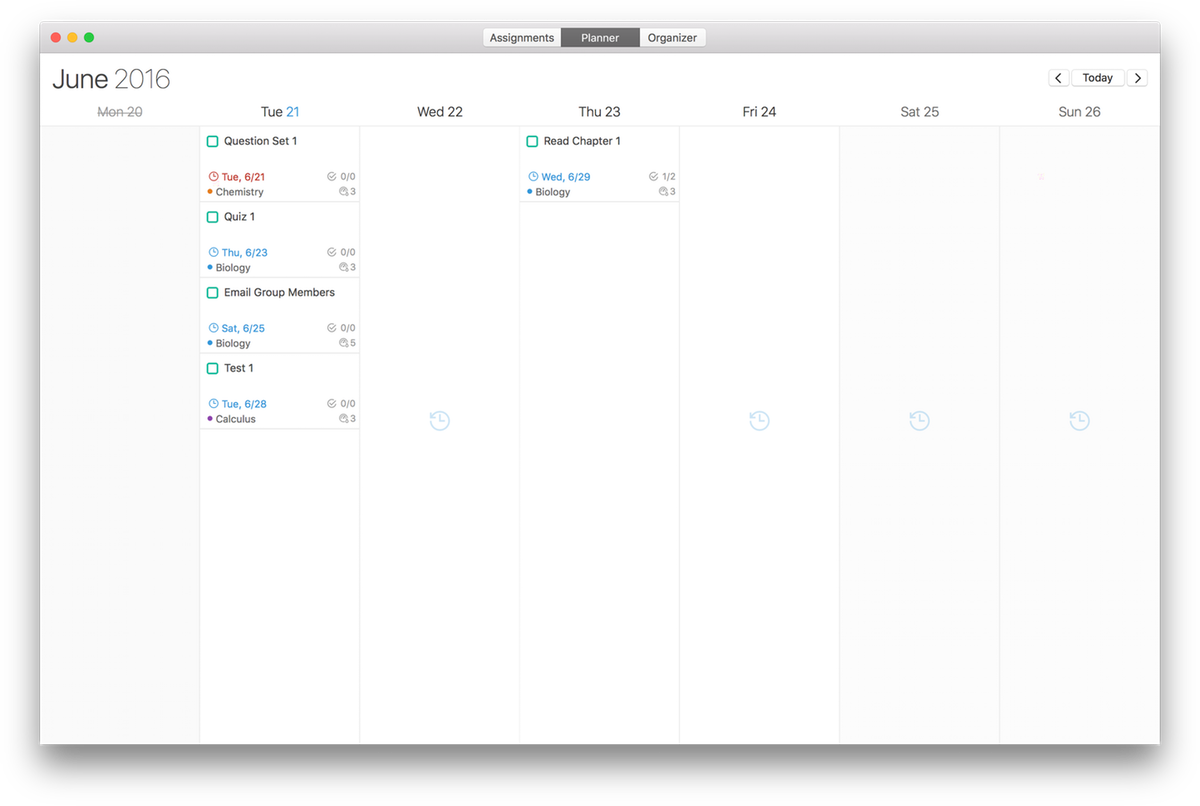 Assignments Planner Organizer
June 2016
Today
Mon 20 Tue 21 Wed 22 Thu 23 Fri 24 Sat 25 Sun 26
Question Set 1
Tue, 6/21 0/0
Chemistry 3
Quiz 1
Thu, 6/23 0/0
Biology 3
Email Group Members
Sat, 6/25 0/0
Biology 5
Test 1
Tue, 6/28 0/0
Calculus 3
Read Chapter 1
Wed, 6/29 1/2
Biology 3